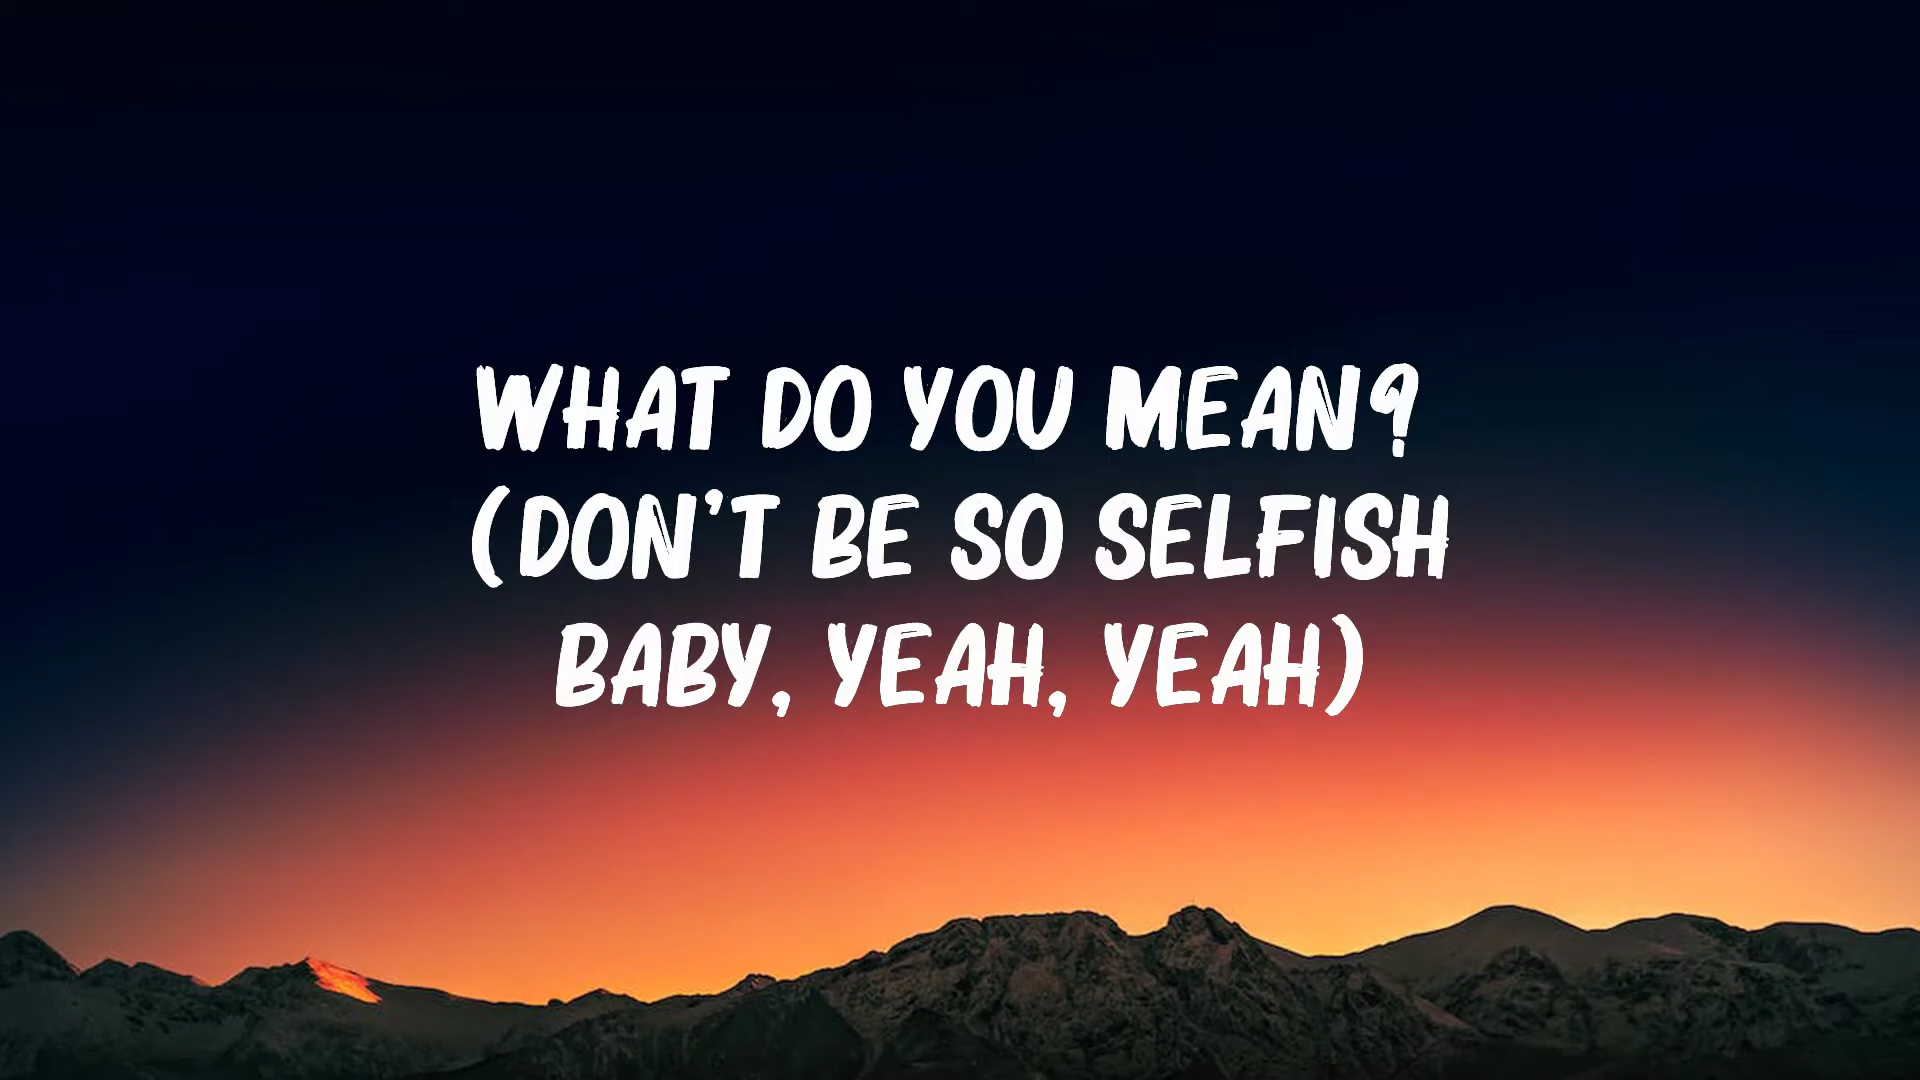 WHAT DO YOU MEAN?
(DON'T BE SO SELFISH
BABY, YEAH, YEAH)